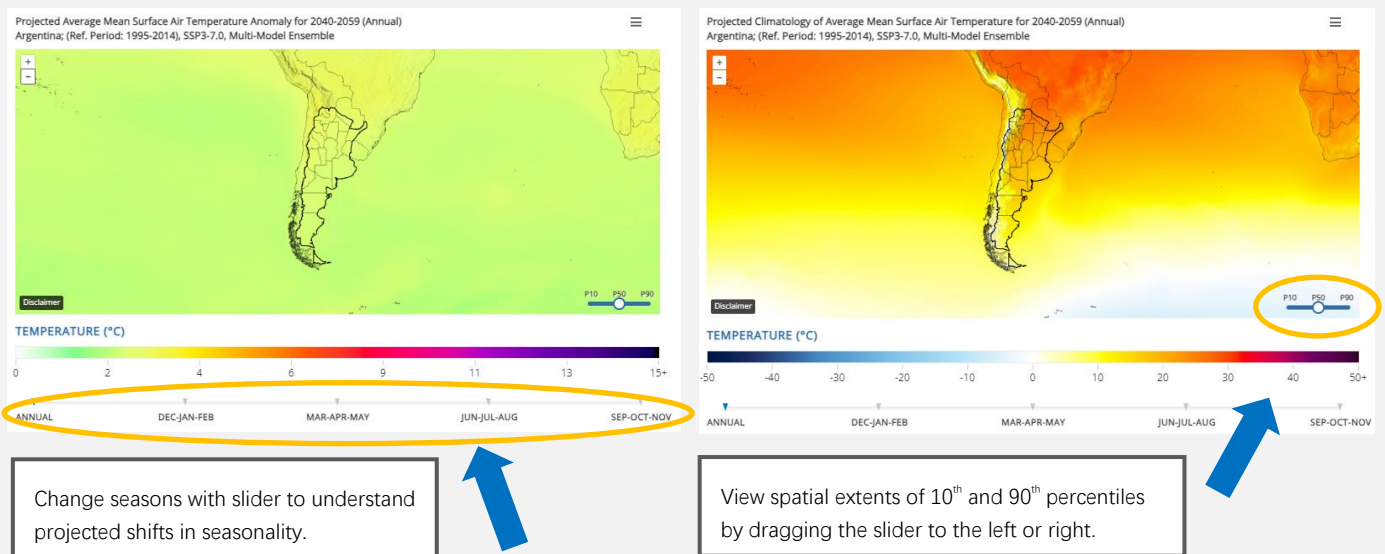 Projected Average Mean Surface Air Temperature Anomaly for 2040-2059 (Annual)
Argentina; (Ref. Period: 1995-2014), SSP3-7.0, Multi-Model Ensemble
+
−
Disclaimer
P10 P50 P90
TEMPERATURE (°C)
0 2 4 6 9 11 13 15+
ANNUAL DEC-JAN-FEB MAR-APR-MAY JUN-JUL-AUG SEP-OCT-NOV
Change seasons with slider to understand
projected shifts in seasonality.
Projected Climatology of Average Mean Surface Air Temperature for 2040-2059 (Annual)
Argentina; (Ref. Period: 1995-2014), SSP3-7.0, Multi-Model Ensemble
+
−
Disclaimer
P10 P50 P90
TEMPERATURE (°C)
-50 -40 -30 -20 -10 0 10 20 30 40 50+
ANNUAL DEC-JAN-FEB MAR-APR-MAY JUN-JUL-AUG SEP-OCT-NOV
View spatial extents of 10th and 90th percentiles
by dragging the slider to the left or right.